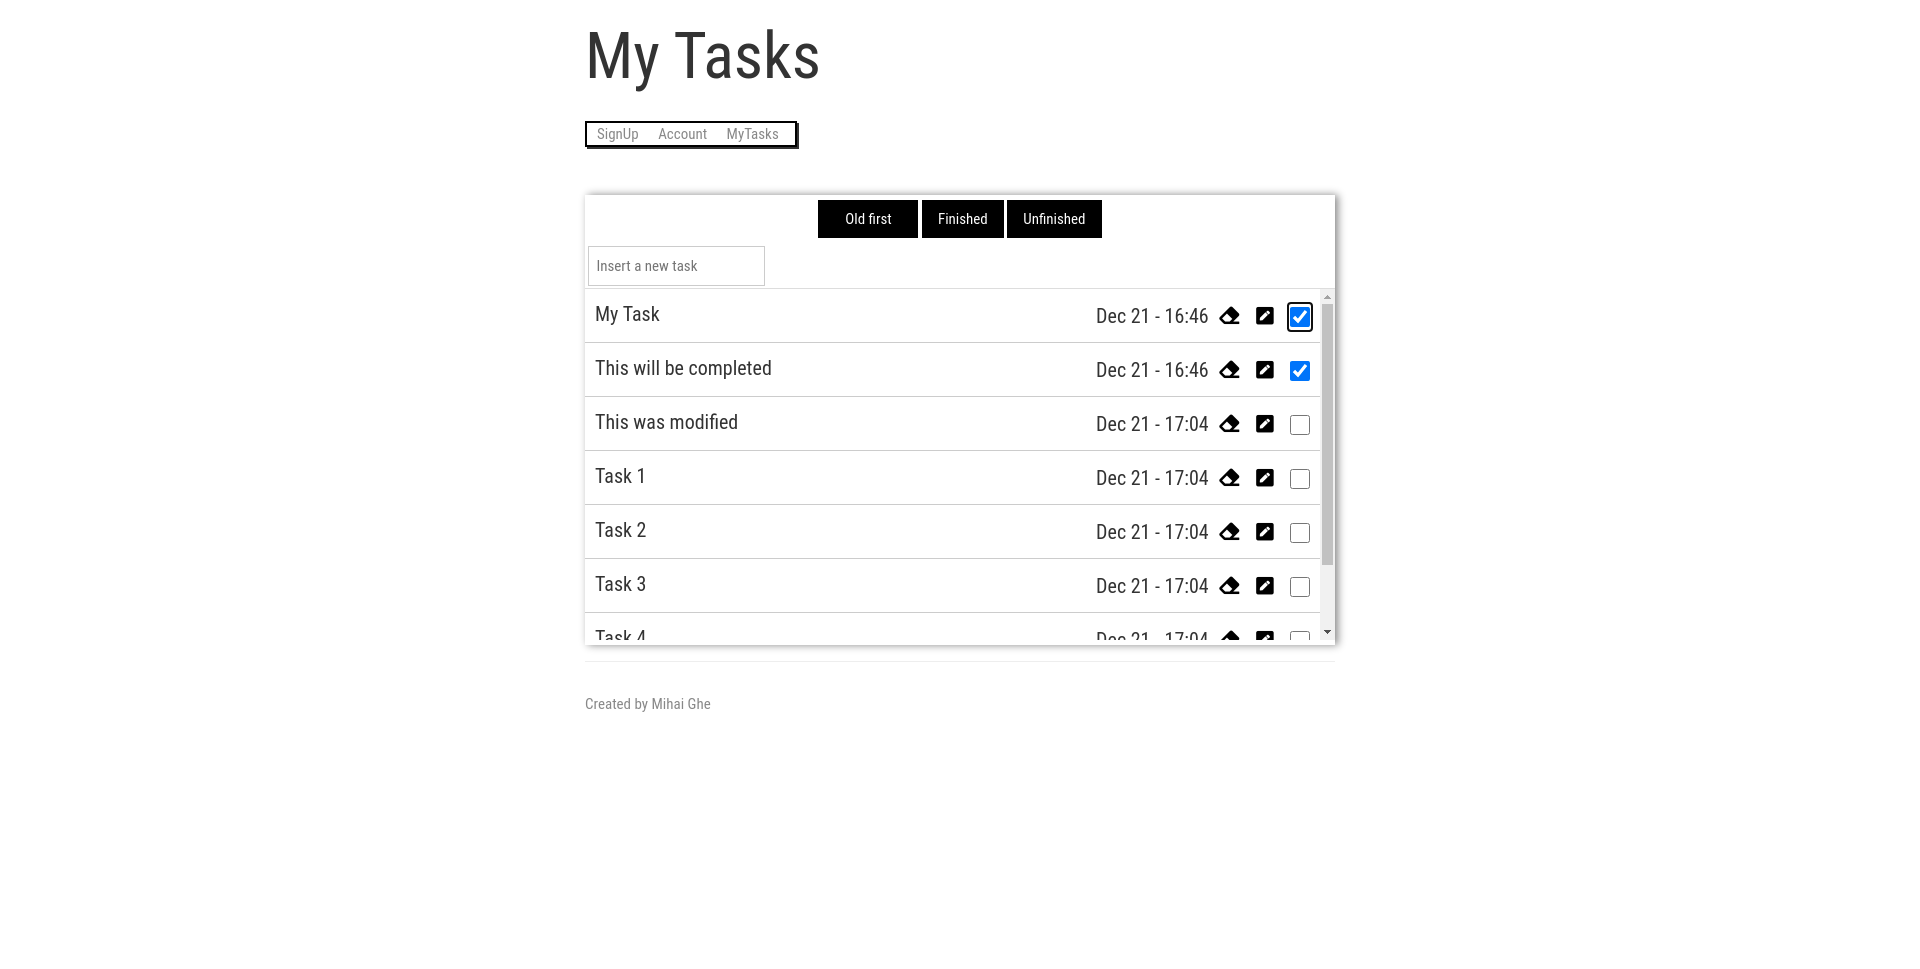 My Tasks
SignUp Account MyTasks
Old first Finished Unfinished
Insert a new task
My Task Dec 21 - 16:46
This will be completed Dec 21 - 16:46
This was modified Dec 21 - 17:04
Task 1 Dec 21 - 17:04
Task 2 Dec 21 - 17:04
Task 3 Dec 21 - 17:04
Task 4 Dec 21 - 17:04
Created by Mihai Ghe